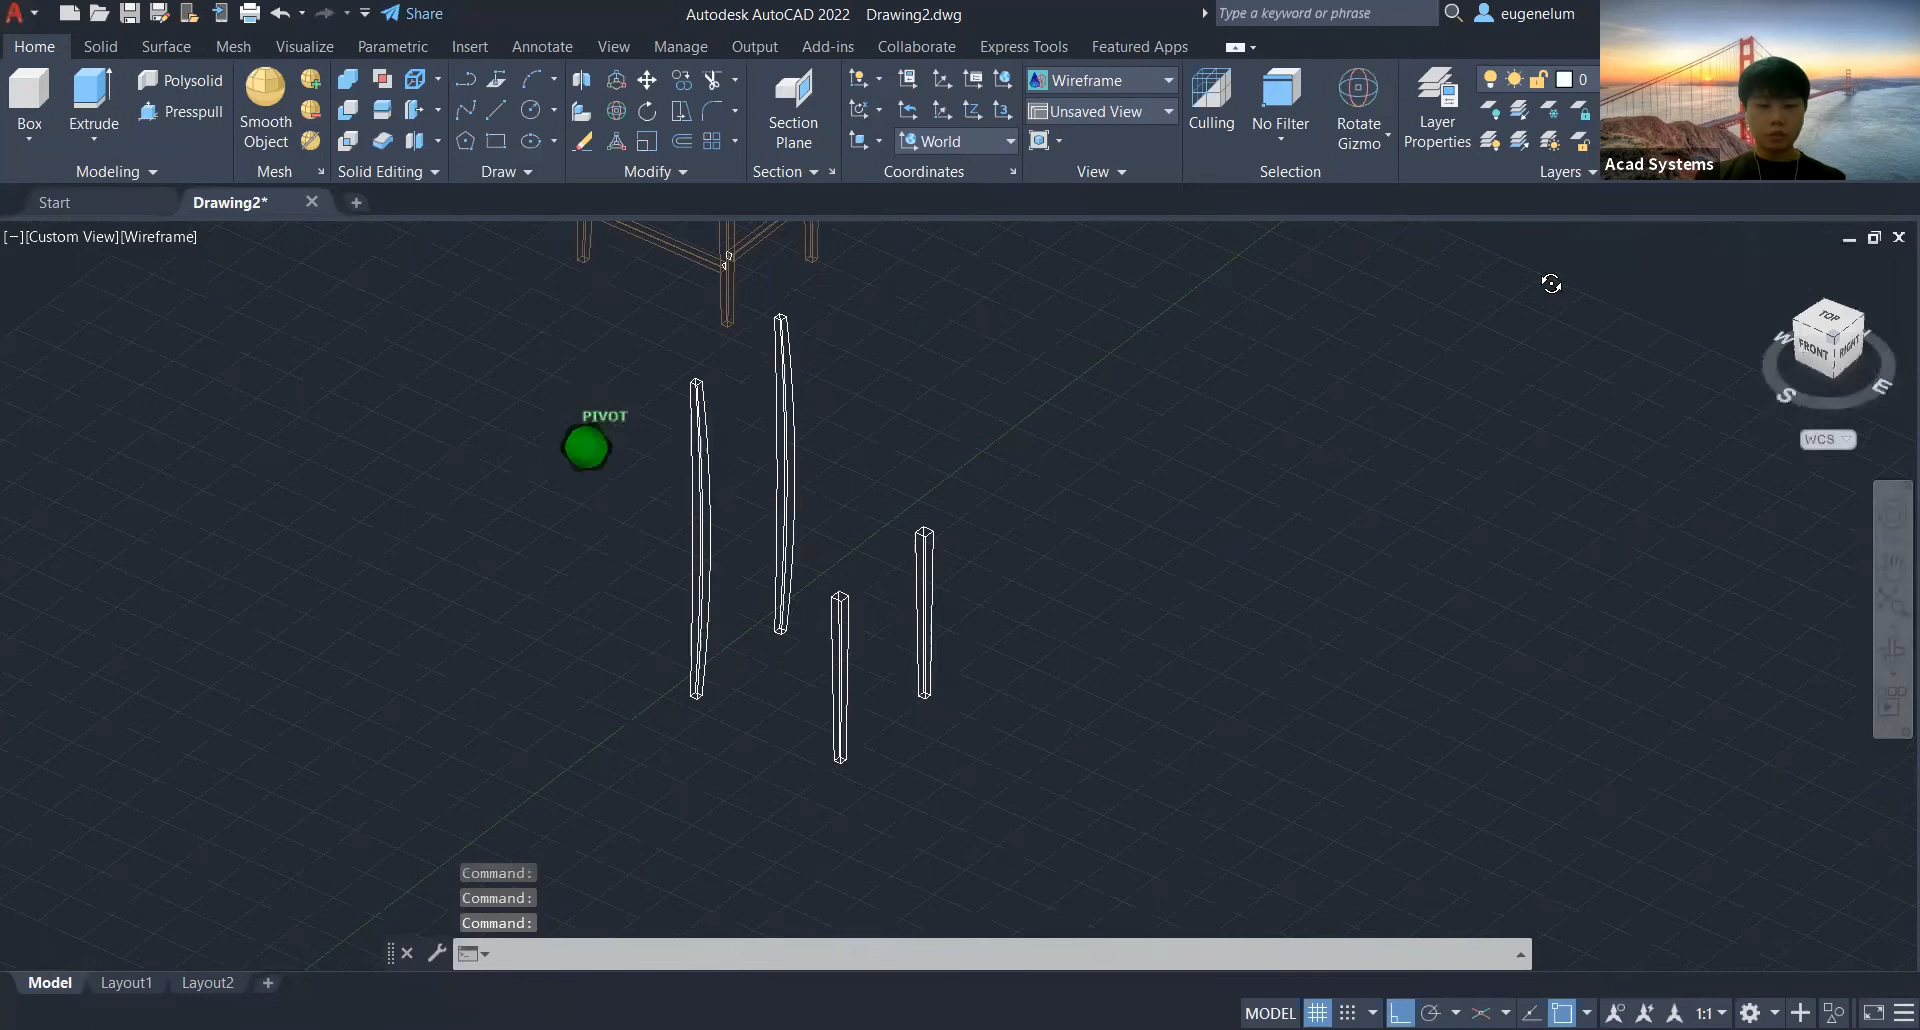 Share
Autodesk AutoCAD 2022 Drawing2.dwg
Type a keyword or phrase
eugenelum
Home Solid Surface Mesh Visualize Parametric Insert Annotate View Manage Output Add-ins Collaborate Express Tools Featured Apps
Box
Extrude
Polysolid
Presspull
Modeling
Smooth
Object
Mesh
Solid Editing
Draw
Modify
Section
Plane
Section
World
Coordinates
Wireframe
Unsaved View
View
Culling
No Filter
Rotate
Gizmo
Selection
Layer
Properties
0
Layers
Acad Systems
Start
Drawing2*
[−][Custom View][Wireframe]
PIVOT
TOP
FRONT
RIGHT
W
S
E
WCS
Command:
Command:
Command:
Model
Layout1
Layout2
MODEL
1:1